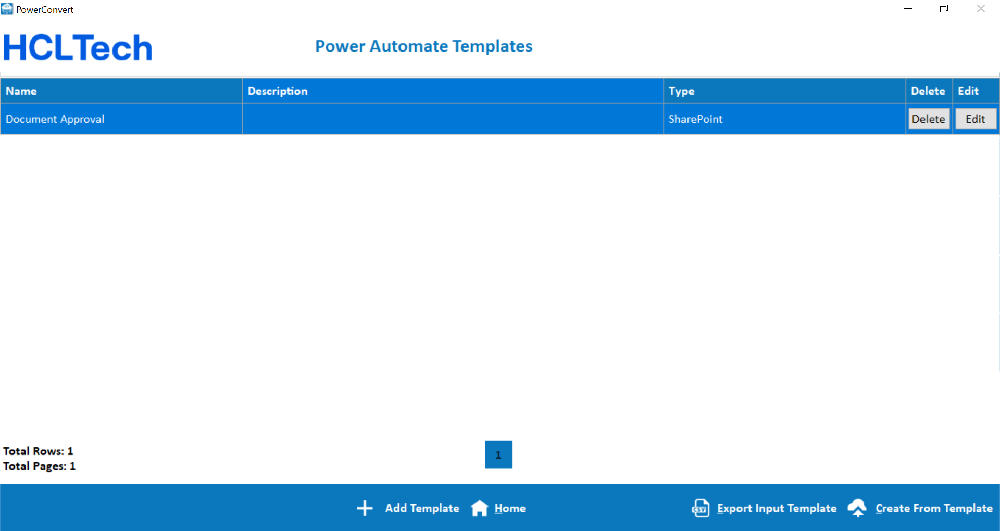 PowerConvert
HCLTech
Power Automate Templates
Name Description Type Delete Edit
Document Approval SharePoint Delete Edit
Total Rows: 1
Total Pages: 1
1
Add Template Home CSV Export Input Template Create From Template